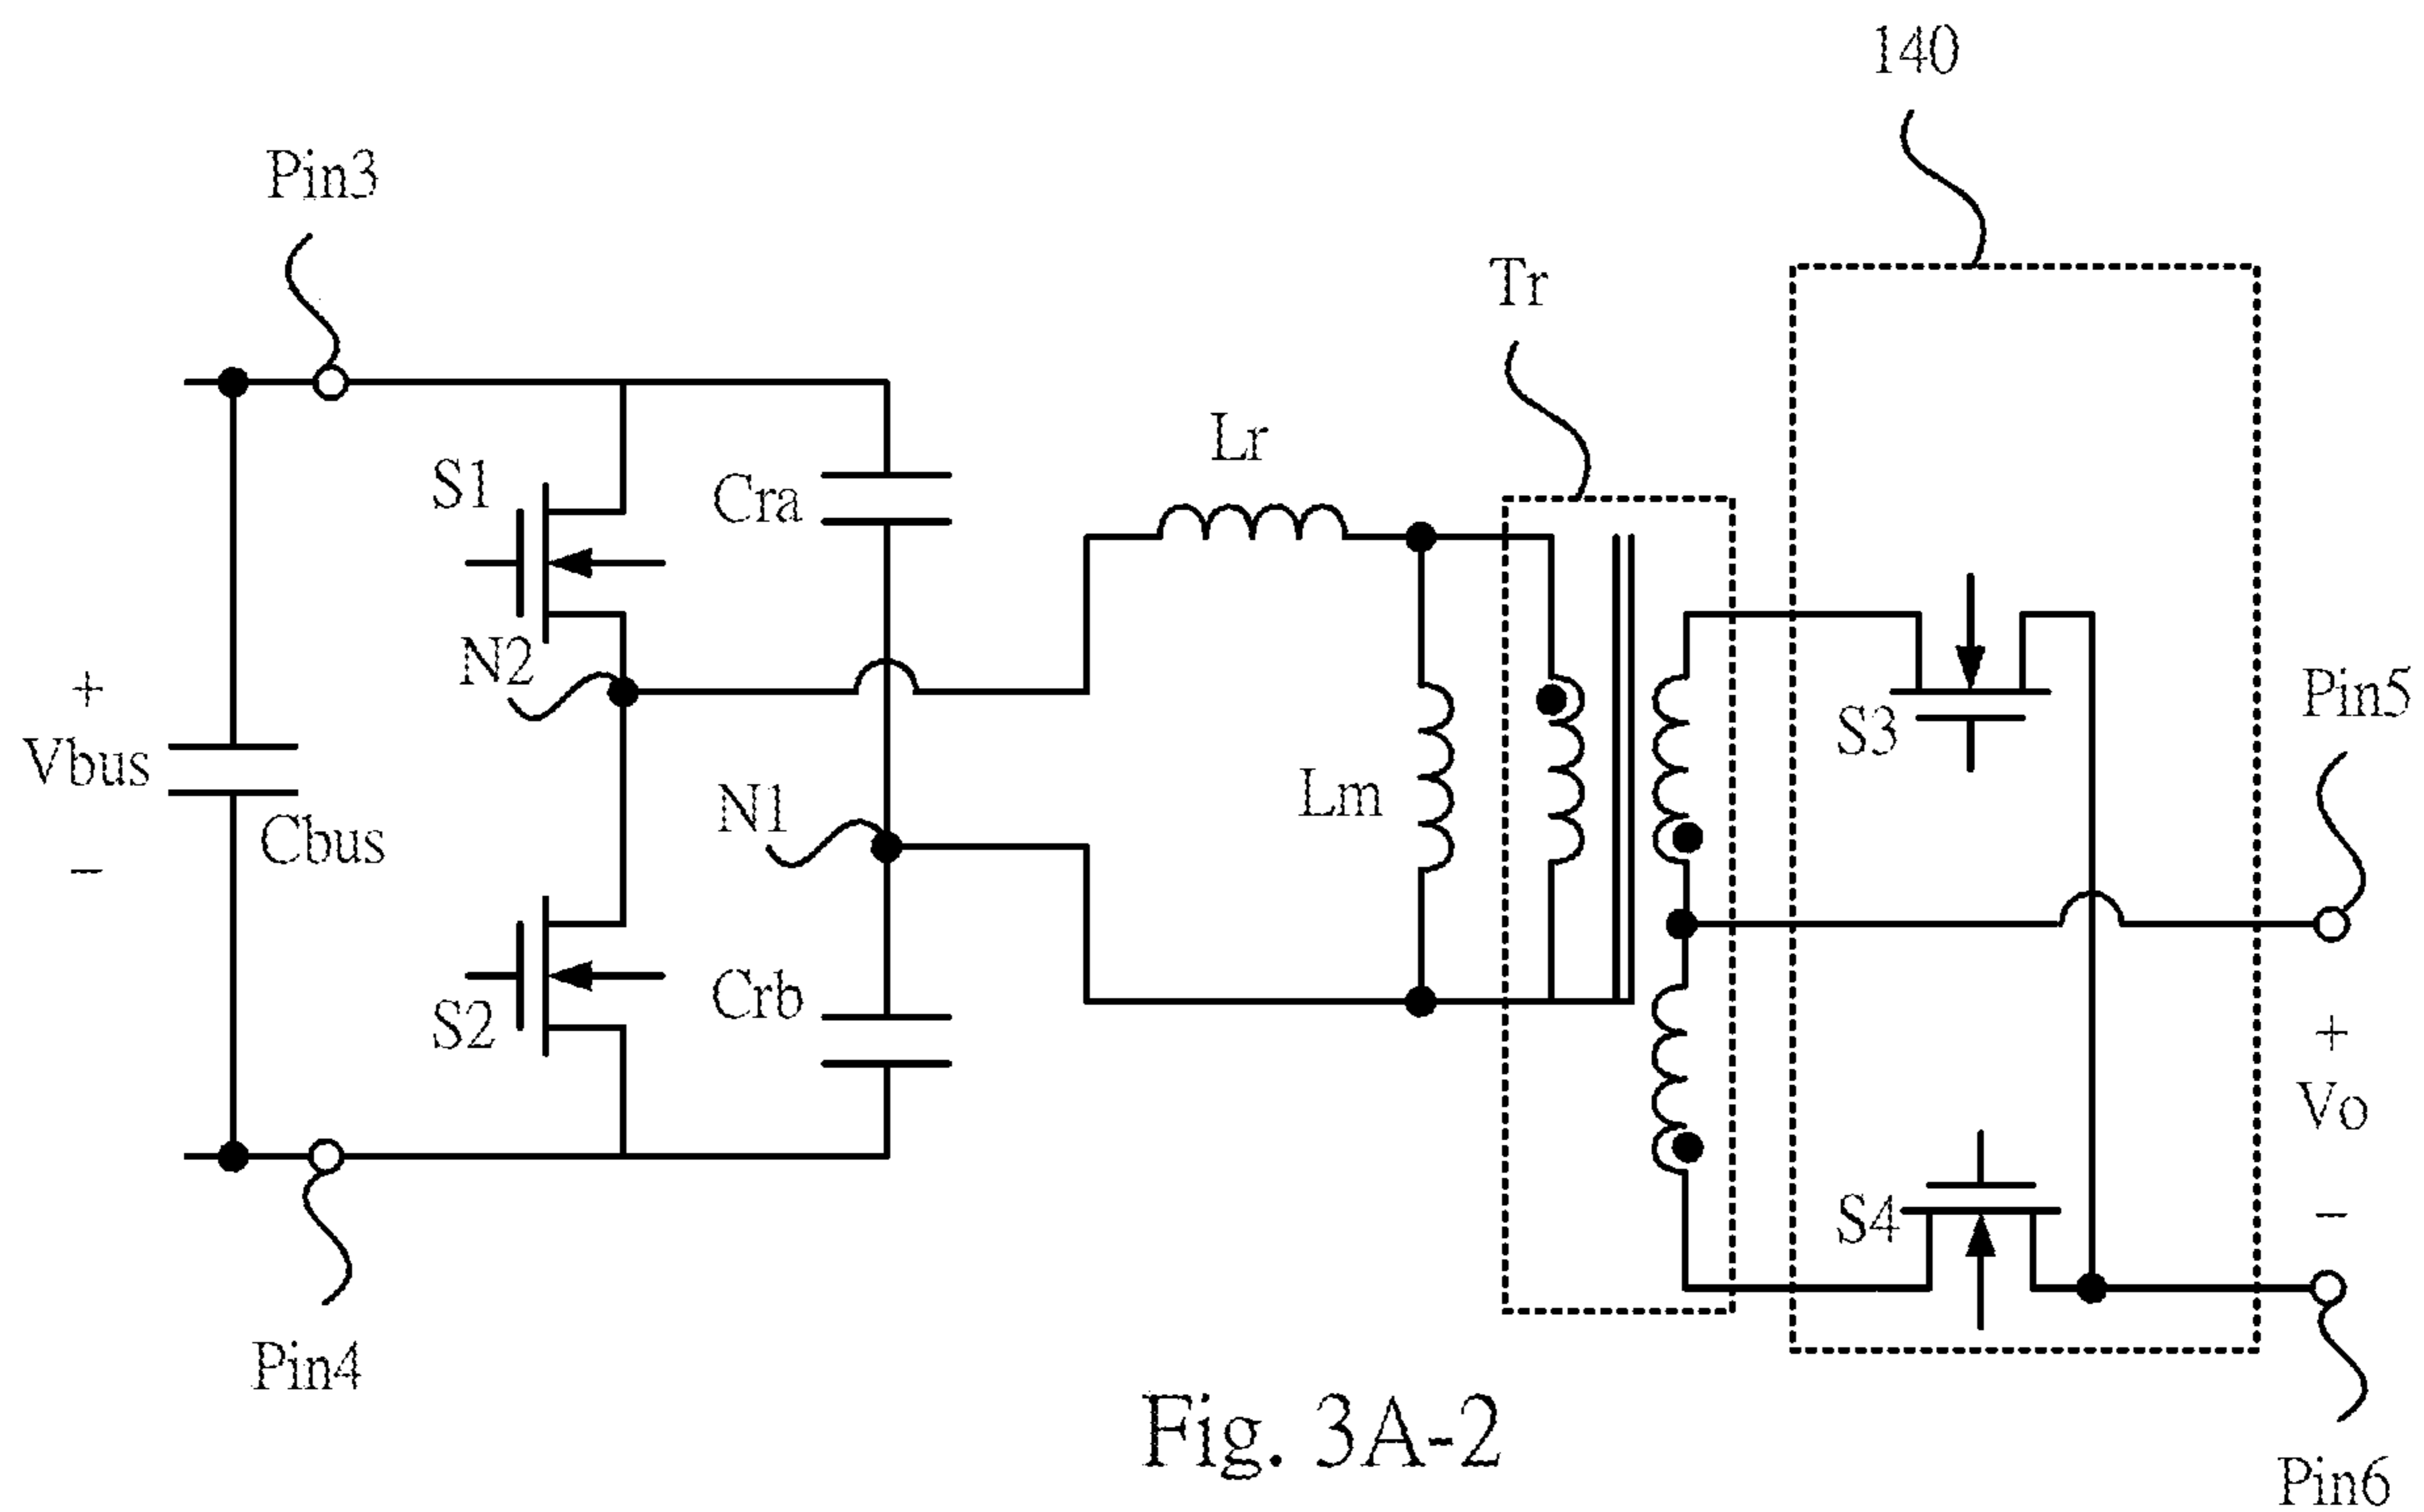 140
Pin3
Tr
Lr
S1
Cra
N2
S3
Pin5
+
Vbus
−
Cbus
N1
Lm
S2
Crb
+
Vo
−
S4
Pin4
Fig. 3A-2
Pin6